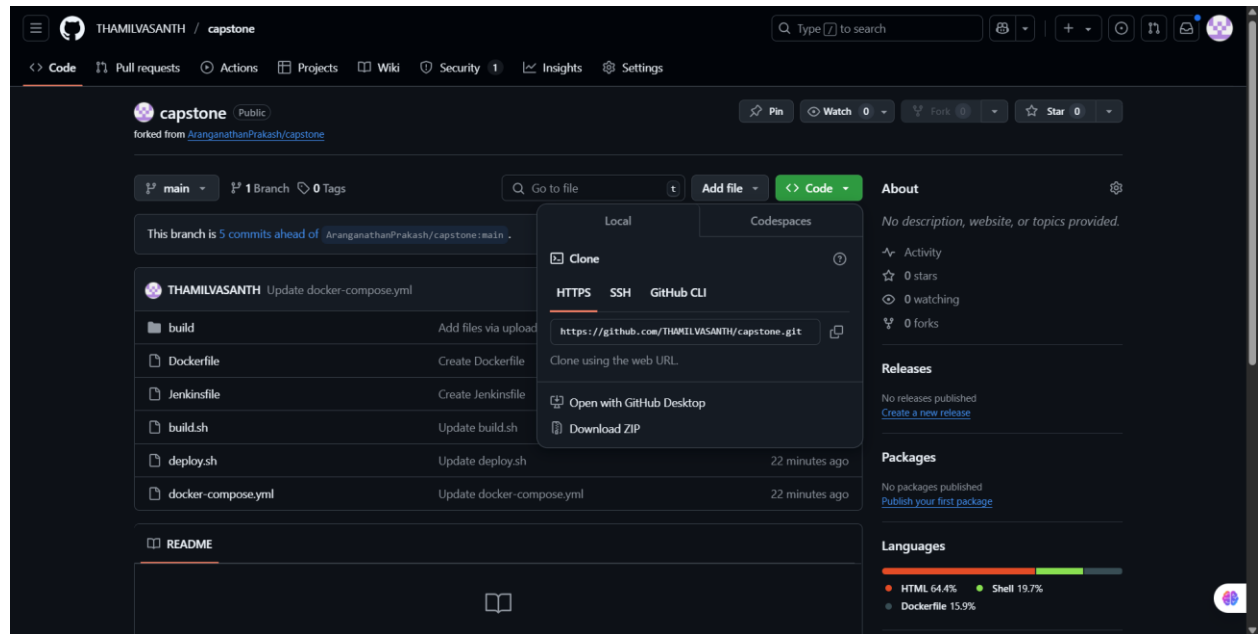 THAMILVASANTH / capstone
Type / to search
<> Code Pull requests Actions Projects Wiki Security 1 Insights Settings
capstone Public
Pin Watch 0 Fork 0 Star 0
forked from AranganathanPrakash/capstone
main 1 Branch 0 Tags
Go to file t Add file <> Code
This branch is 5 commits ahead of AranganathanPrakash/capstone:main .
THAMILVASANTH Update docker-compose.yml
build Add files via upload
Dockerfile Create Dockerfile
Jenkinsfile Create Jenkinsfile
build.sh Update build.sh
deploy.sh Update deploy.sh 22 minutes ago
docker-compose.yml Update docker-compose.yml 22 minutes ago
README
Local Codespaces
Clone
HTTPS SSH GitHub CLI
https://github.com/THAMILVASANTH/capstone.git
Clone using the web URL.
Open with GitHub Desktop
Download ZIP
About
No description, website, or topics provided.
Activity
0 stars
0 watching
0 forks
Releases
No releases published
Create a new release
Packages
No packages published
Publish your first package
Languages
HTML 64.4% Shell 19.7%
Dockerfile 15.9%